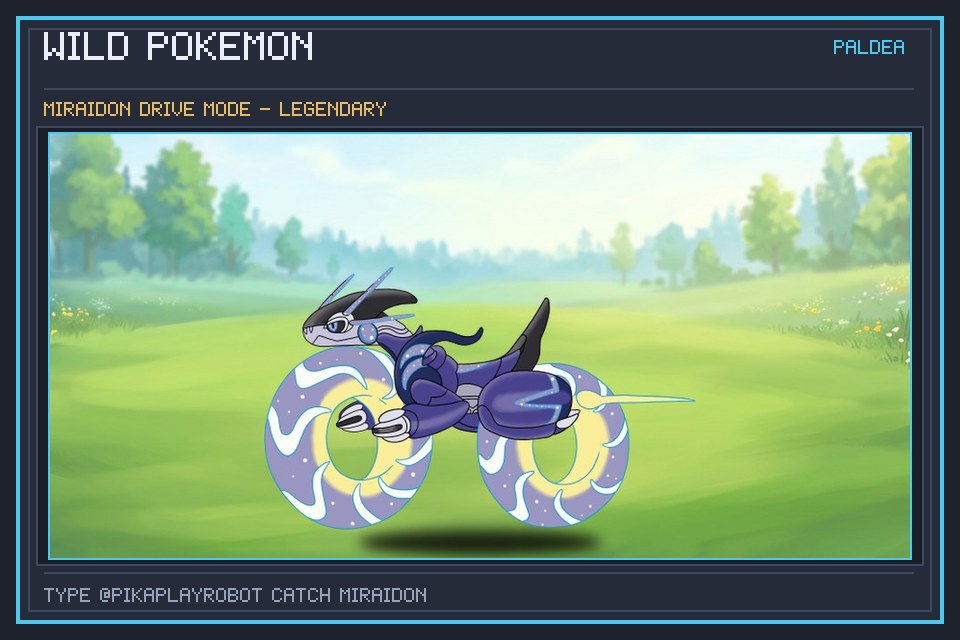 WILD POKEMON
PALDEA
MIRAIDON DRIVE MODE – LEGENDARY
TYPE @PIKAPLAYROBOT CATCH MIRAIDON